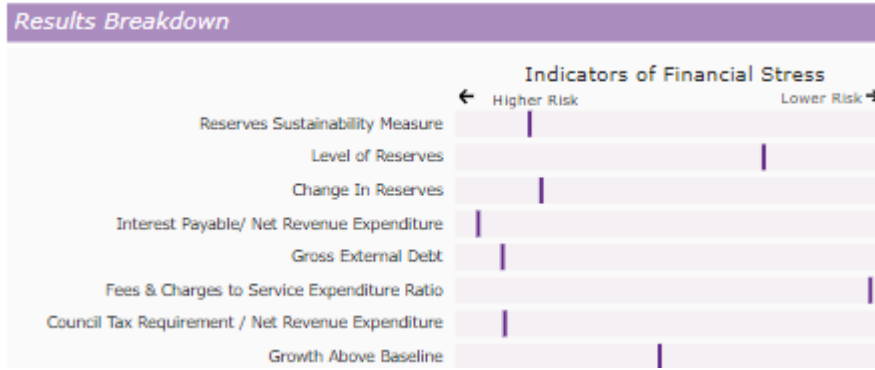 Results Breakdown
Indicators of Financial Stress
← Higher Risk Lower Risk →
Reserves Sustainability Measure
Level of Reserves
Change In Reserves
Interest Payable/ Net Revenue Expenditure
Gross External Debt
Fees & Charges to Service Expenditure Ratio
Council Tax Requirement / Net Revenue Expenditure
Growth Above Baseline